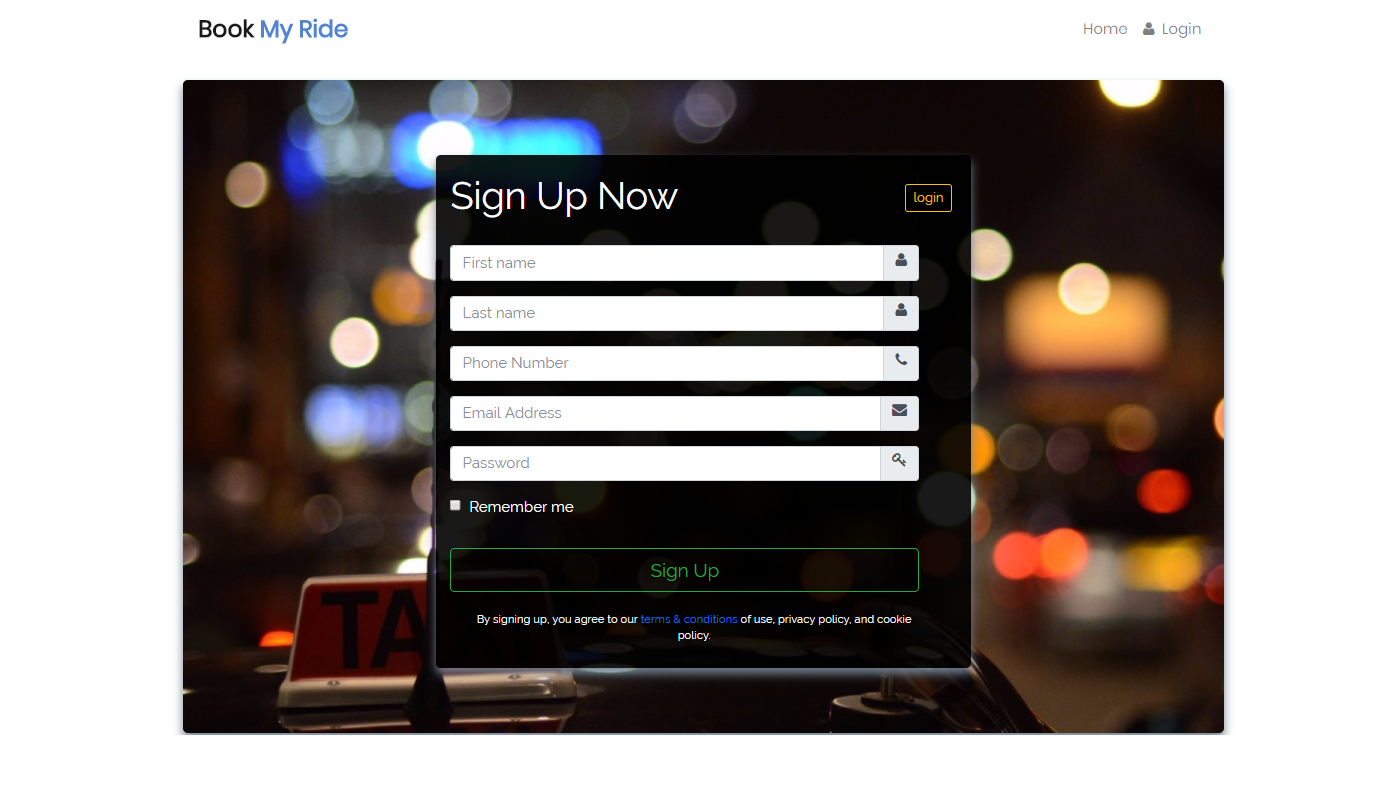 Book My Ride
Home Login
Sign Up Now
login
First name
Last name
Phone Number
Email Address
Password
Remember me
Sign Up
By signing up, you agree to our terms & conditions of use, privacy policy, and cookie
policy.